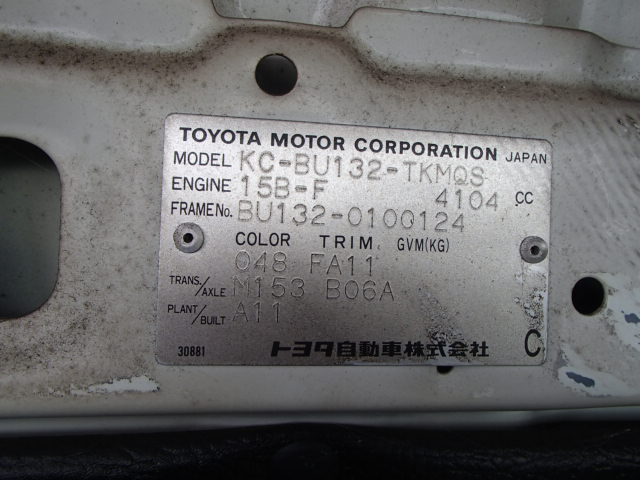 TOYOTA MOTOR CORPORATION JAPAN
MODEL KC-BU132-TKMQS
ENGINE 15B-F 4104 CC
FRAME No. BU132-0100124
COLOR TRIM GVM(KG)
048 FA11
TRANS./AXLE M153 B06A
PLANT/BUILT A11
30881 トヨタ自動車株式会社 C